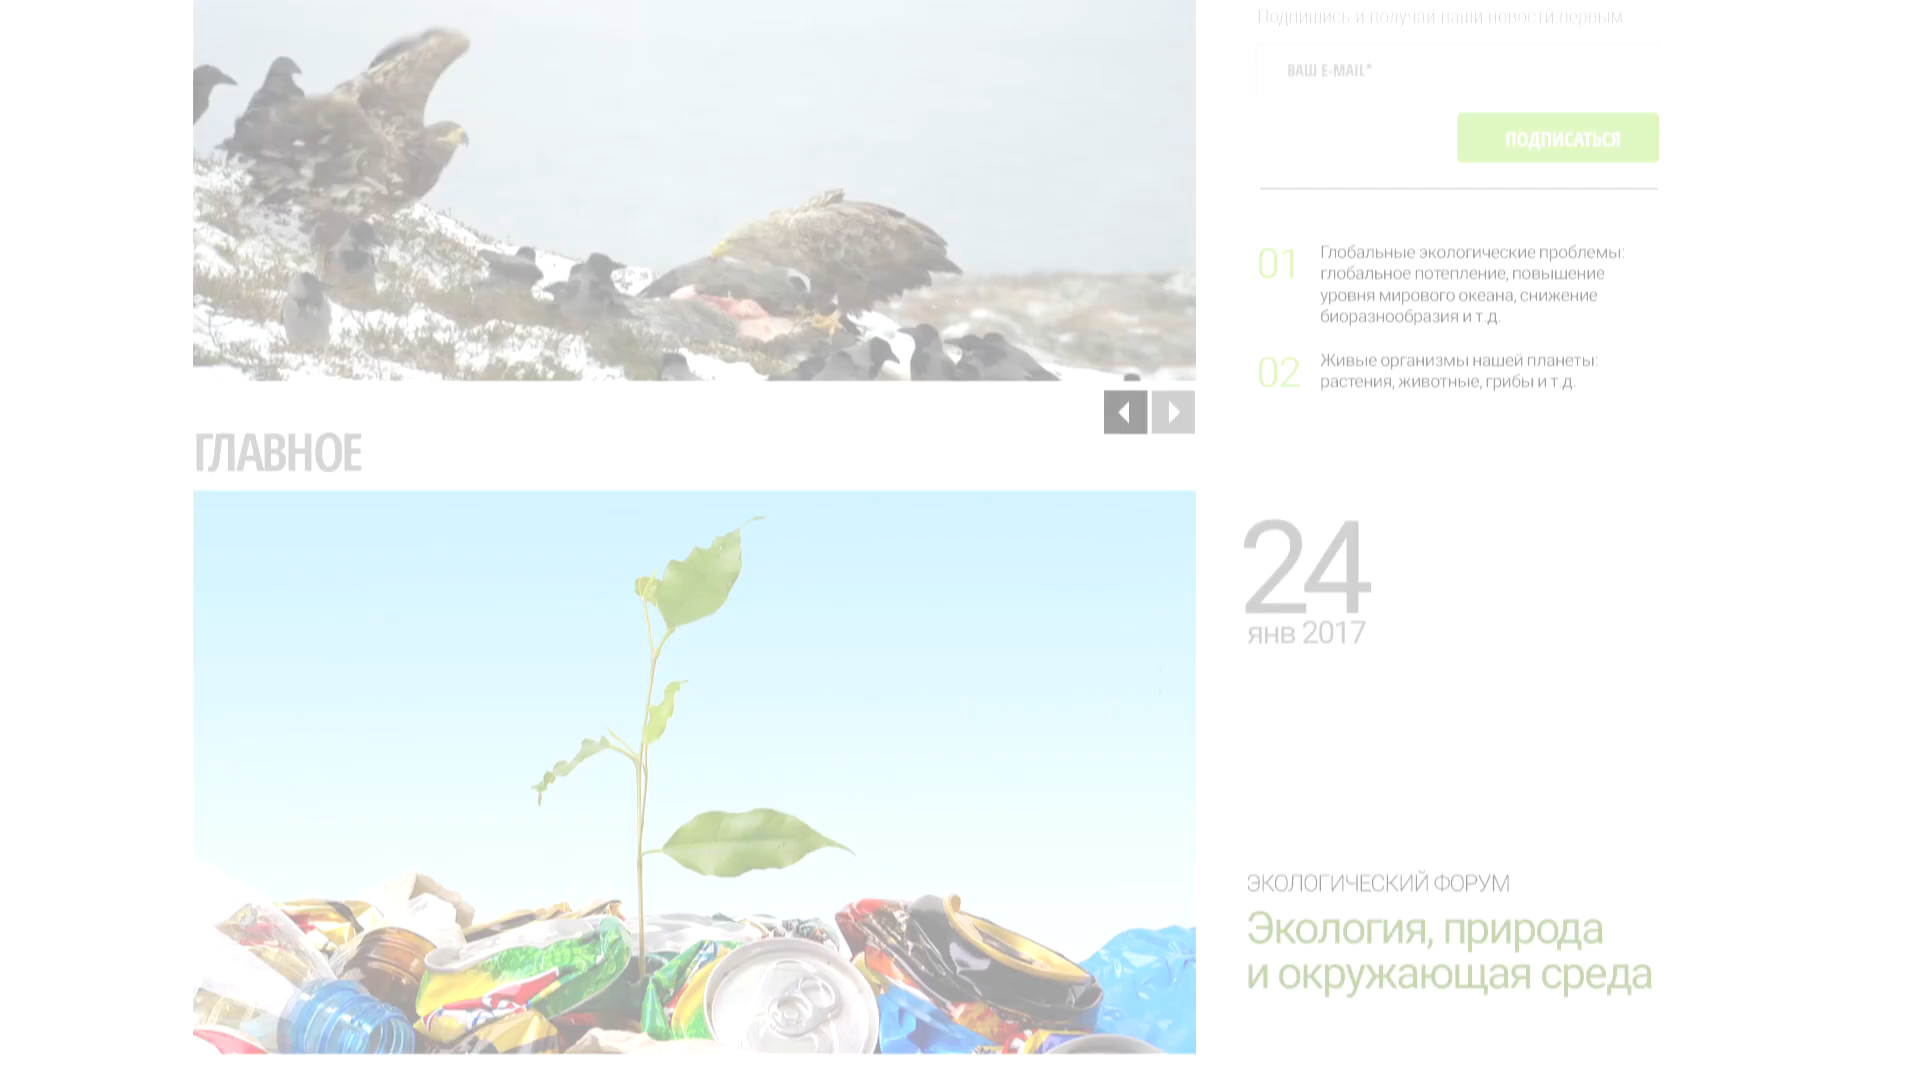 Подпишись и получай наши новости первым
ВАШ E-MAIL*
ПОДПИСАТЬСЯ
01
Глобальные экологические проблемы:
глобальное потепление, повышение
уровня мирового океана, снижение
биоразнообразия и т.д.
02
Живые организмы нашей планеты:
растения, животные, грибы и т.д.
ГЛАВНОЕ
24
янв 2017
ЭКОЛОГИЧЕСКИЙ ФОРУМ
Экология, природа
и окружающая среда